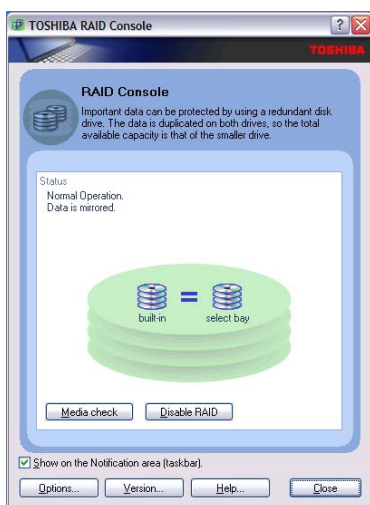 TOSHIBA RAID Console
TOSHIBA
RAID Console
Important data can be protected by using a redundant disk
drive. The data is duplicated on both drives, so the total
available capacity is that of the smaller drive.
Status
Normal Operation.
Data is mirrored.
built-in select bay
Media check Disable RAID
Show on the Notification area (taskbar).
Options... Version... Help... Close